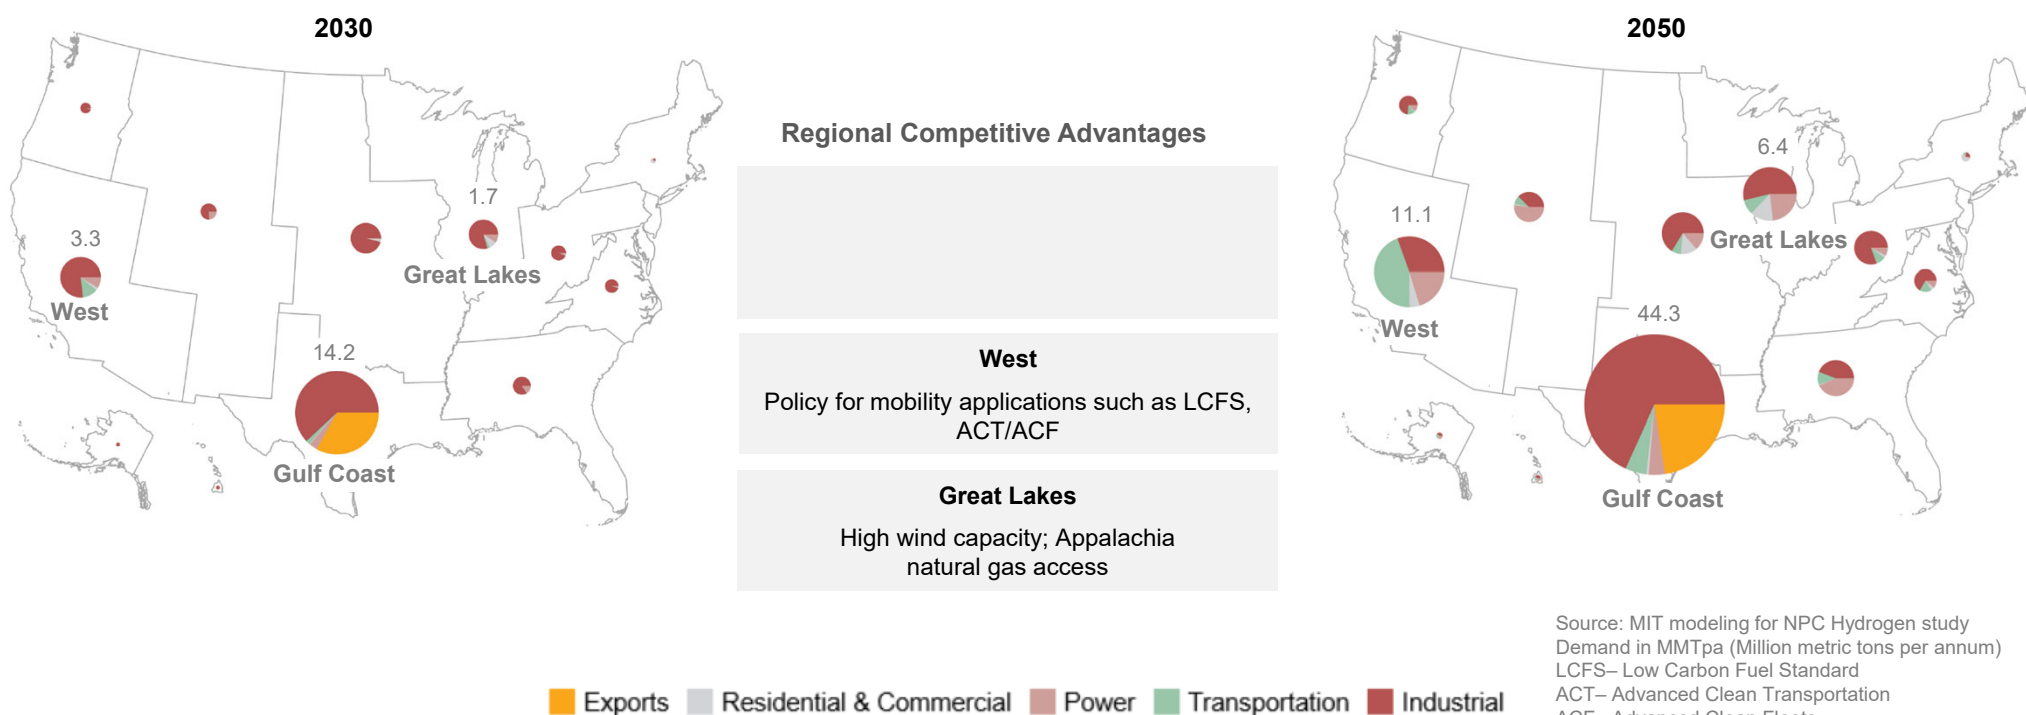 2030
3.3
West
1.7
Great Lakes
14.2
Gulf Coast
Regional Competitive Advantages
West
Policy for mobility applications such as LCFS,
ACT/ACF
Great Lakes
High wind capacity; Appalachia
natural gas access
2050
6.4
11.1
Great Lakes
West
44.3
Gulf Coast
Exports
Residential & Commercial
Power
Transportation
Industrial
Source: MIT modeling for NPC Hydrogen study
Demand in MMTpa (Million metric tons per annum)
LCFS– Low Carbon Fuel Standard
ACT– Advanced Clean Transportation
ACF– Advanced Clean Fleets